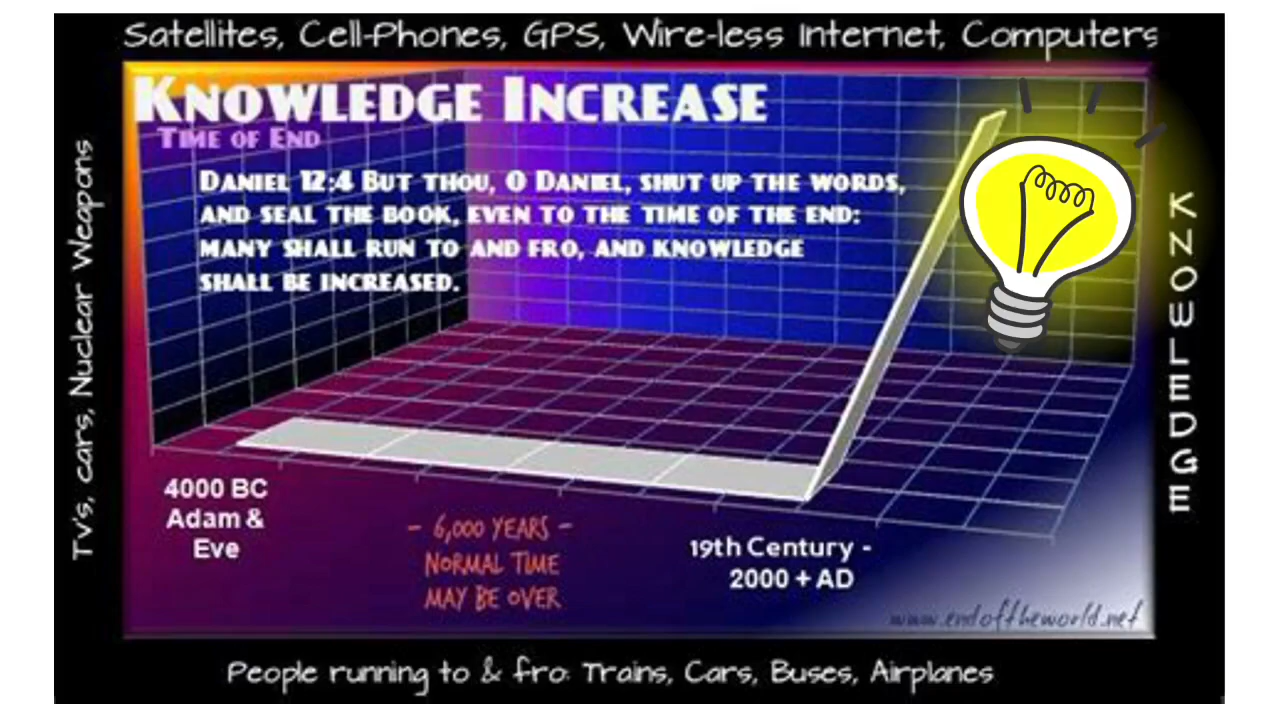 Satellites, Cell-Phones, GPS, Wire-less Internet, Computers
KNOWLEDGE INCREASE
TIME OF END
DANIEL 12:4 BUT THOU, O DANIEL, SHUT UP THE WORDS,
AND SEAL THE BOOK, EVEN TO THE TIME OF THE END:
MANY SHALL RUN TO AND FRO, AND KNOWLEDGE
SHALL BE INCREASED.
Tv's, cars, Nuclear Weapons
KNOWLEDGE
4000 BC
Adam &
Eve
- 6,000 YEARS -
NORMAL TIME
MAY BE OVER
19th Century -
2000 + AD
www.endoftheworld.net
People running to & fro: Trains, Cars, Buses, Airplanes